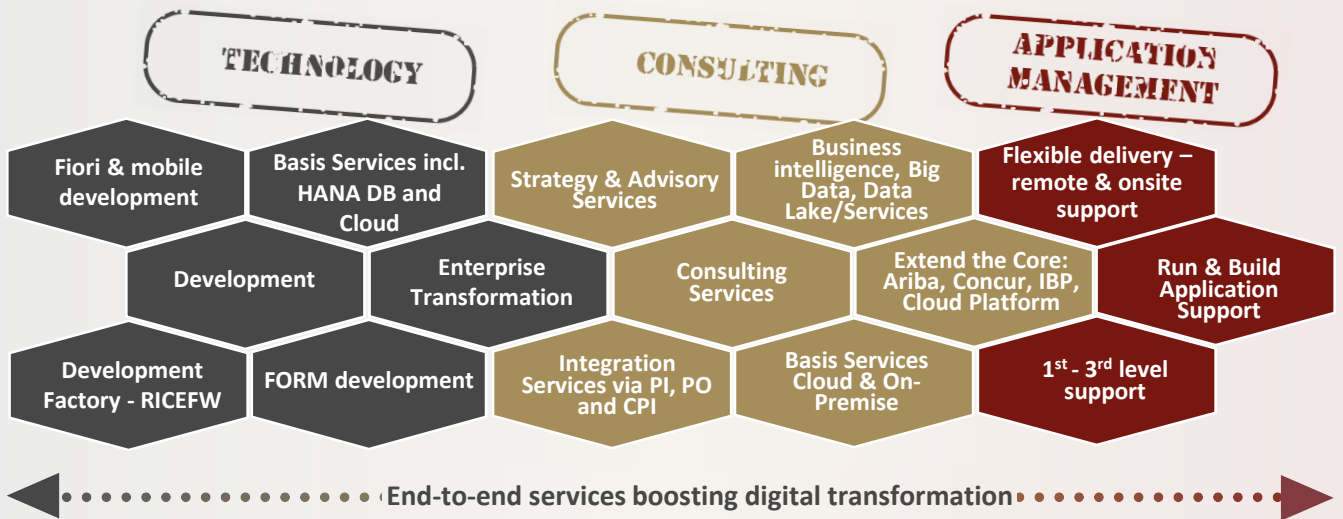 TECHNOLOGY
CONSULTING
APPLICATION
MANAGEMENT
Fiori & mobile
development
Basis Services incl.
HANA DB and
Cloud
Strategy & Advisory
Services
Business
intelligence, Big
Data, Data
Lake/Services
Flexible delivery –
remote & onsite
support
Development
Enterprise
Transformation
Consulting
Services
Extend the Core:
Ariba, Concur, IBP,
Cloud Platform
Run & Build
Application
Support
Development
Factory - RICEFW
FORM development
Integration
Services via PI, PO
and CPI
Basis Services
Cloud & On-
Premise
1st - 3rd level
support
End-to-end services boosting digital transformation